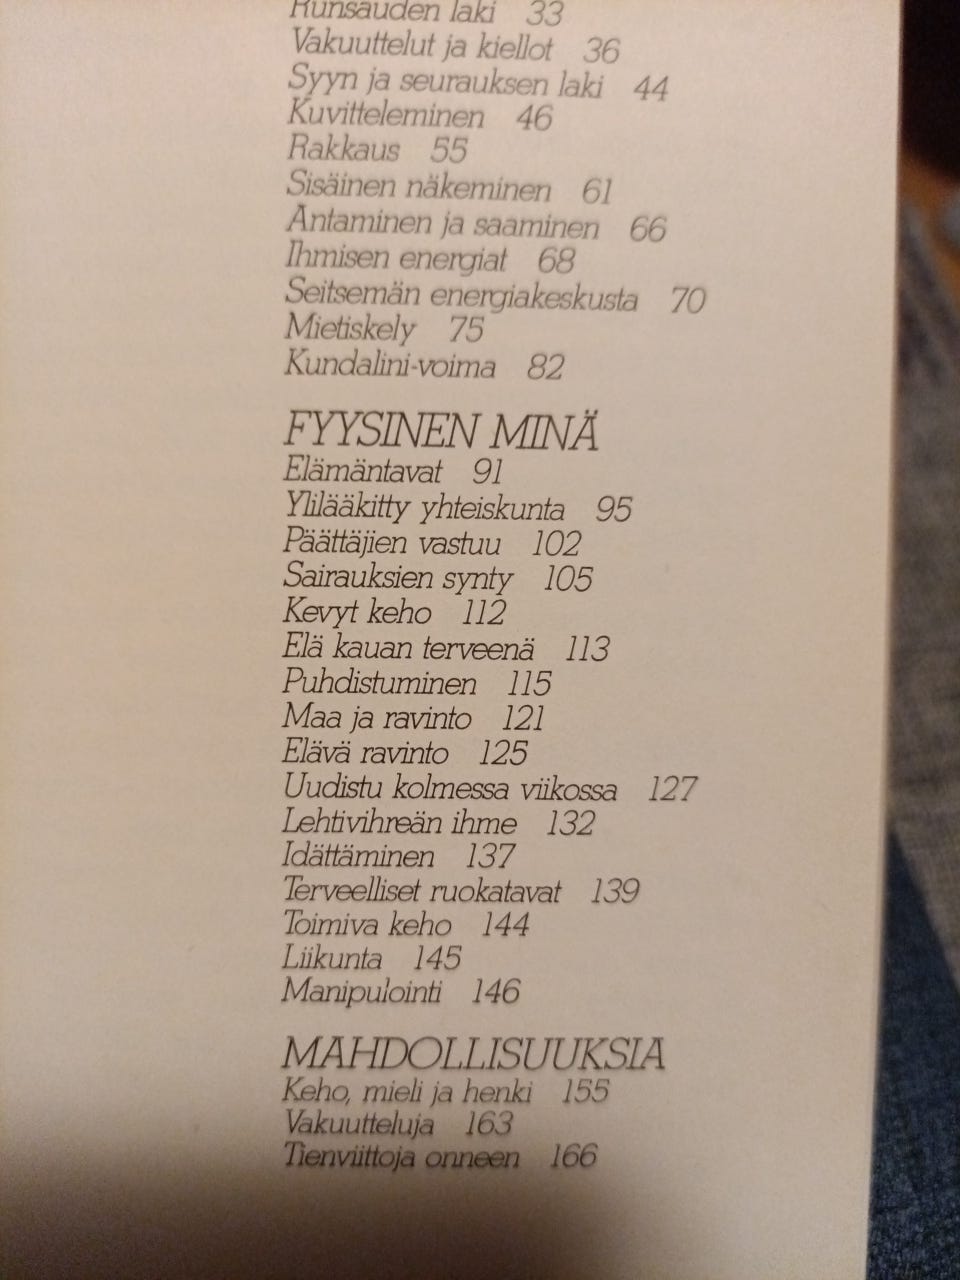 Runsauden laki 33
Vakuuttelut ja kiellot 36
Syyn ja seurauksen laki 44
Kuvitteleminen 46
Rakkaus 55
Sisäinen näkeminen 61
Antaminen ja saaminen 66
Ihmisen energiat 68
Seitsemän energiakeskusta 70
Mietiskely 75
Kundalini-voima 82
FYYSINEN MINÄ
Elämäntavat 91
Ylilääkitty yhteiskunta 95
Päättäjien vastuu 102
Sairauksien synty 105
Kevyt keho 112
Elä kauan terveenä 113
Puhdistuminen 115
Maa ja ravinto 121
Elävä ravinto 125
Uudistu kolmessa viikossa 127
Lehtivihreän ihme 132
Idättäminen 137
Terveelliset ruokatavat 139
Toimiva keho 144
Liikunta 145
Manipulointi 146
MAHDOLLISUUKSIA
Keho, mieli ja henki 155
Vakuutteluja 163
Tienviittoja onneen 166